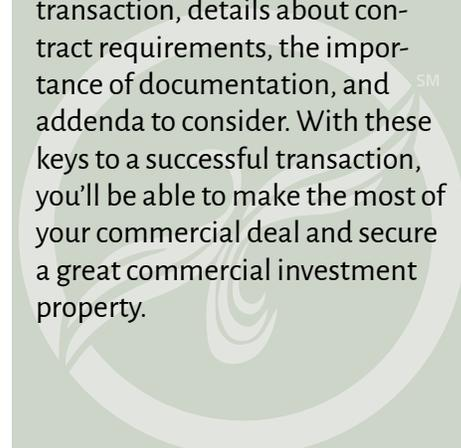 transaction, details about con-
tract requirements, the impor-
tance of documentation, and
SM
addenda to consider. With these
keys to a successful transaction,
you’ll be able to make the most of
your commercial deal and secure
a great commercial investment
property.